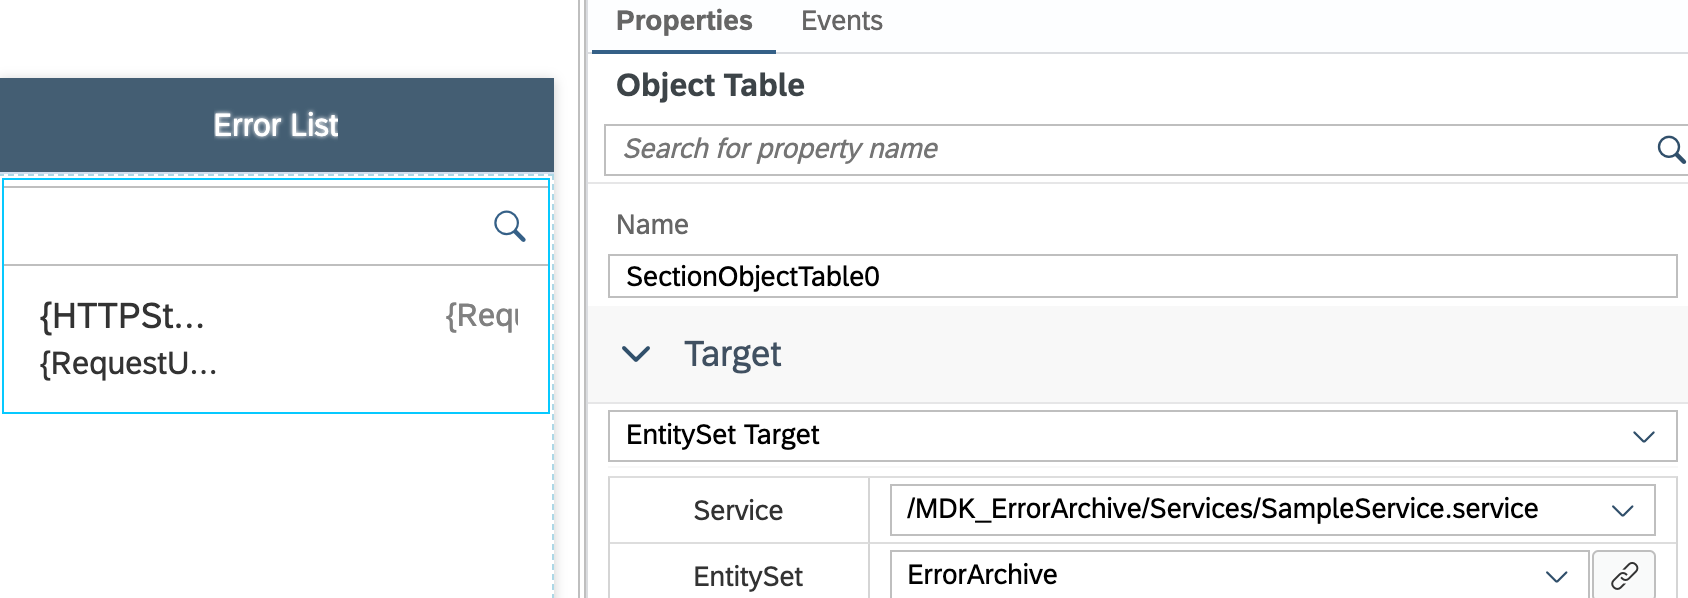 Properties Events
Object Table
Search for property name
Name
SectionObjectTable0
Target
EntitySet Target
Service /MDK_ErrorArchive/Services/SampleService.service
EntitySet ErrorArchive
Error List
{HTTPSt... {Requ
{RequestU...